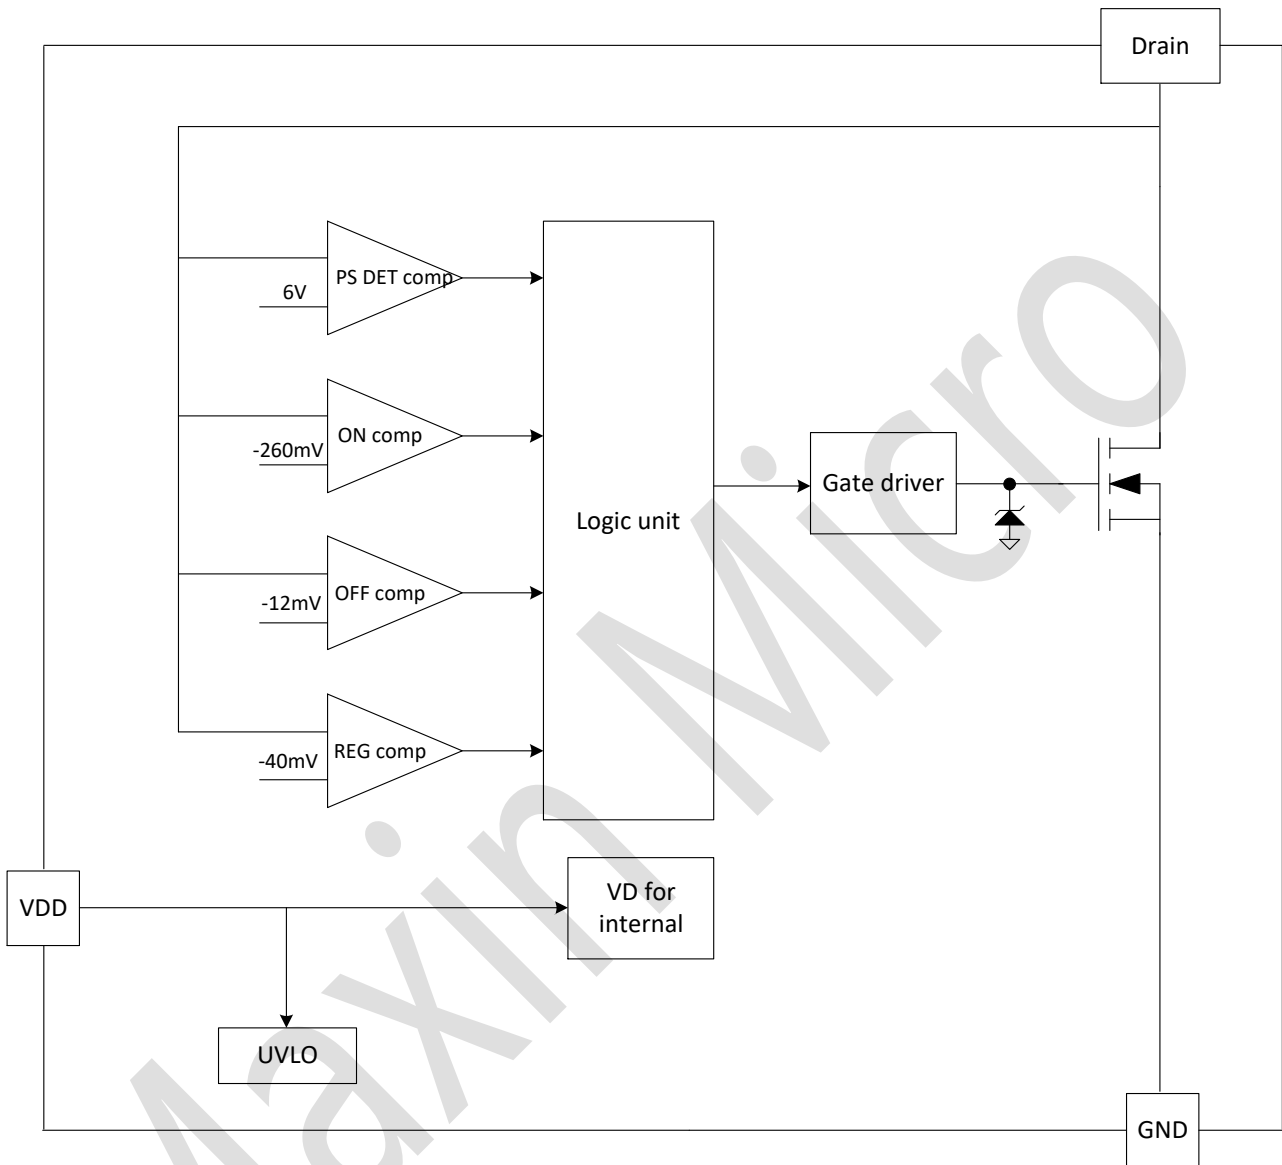 Drain
PS DET comp
6V
ON comp
-260mV
Logic unit
Gate driver
OFF comp
-12mV
REG comp
-40mV
VDD
VD for
internal
UVLO
GND
Maxin Micro